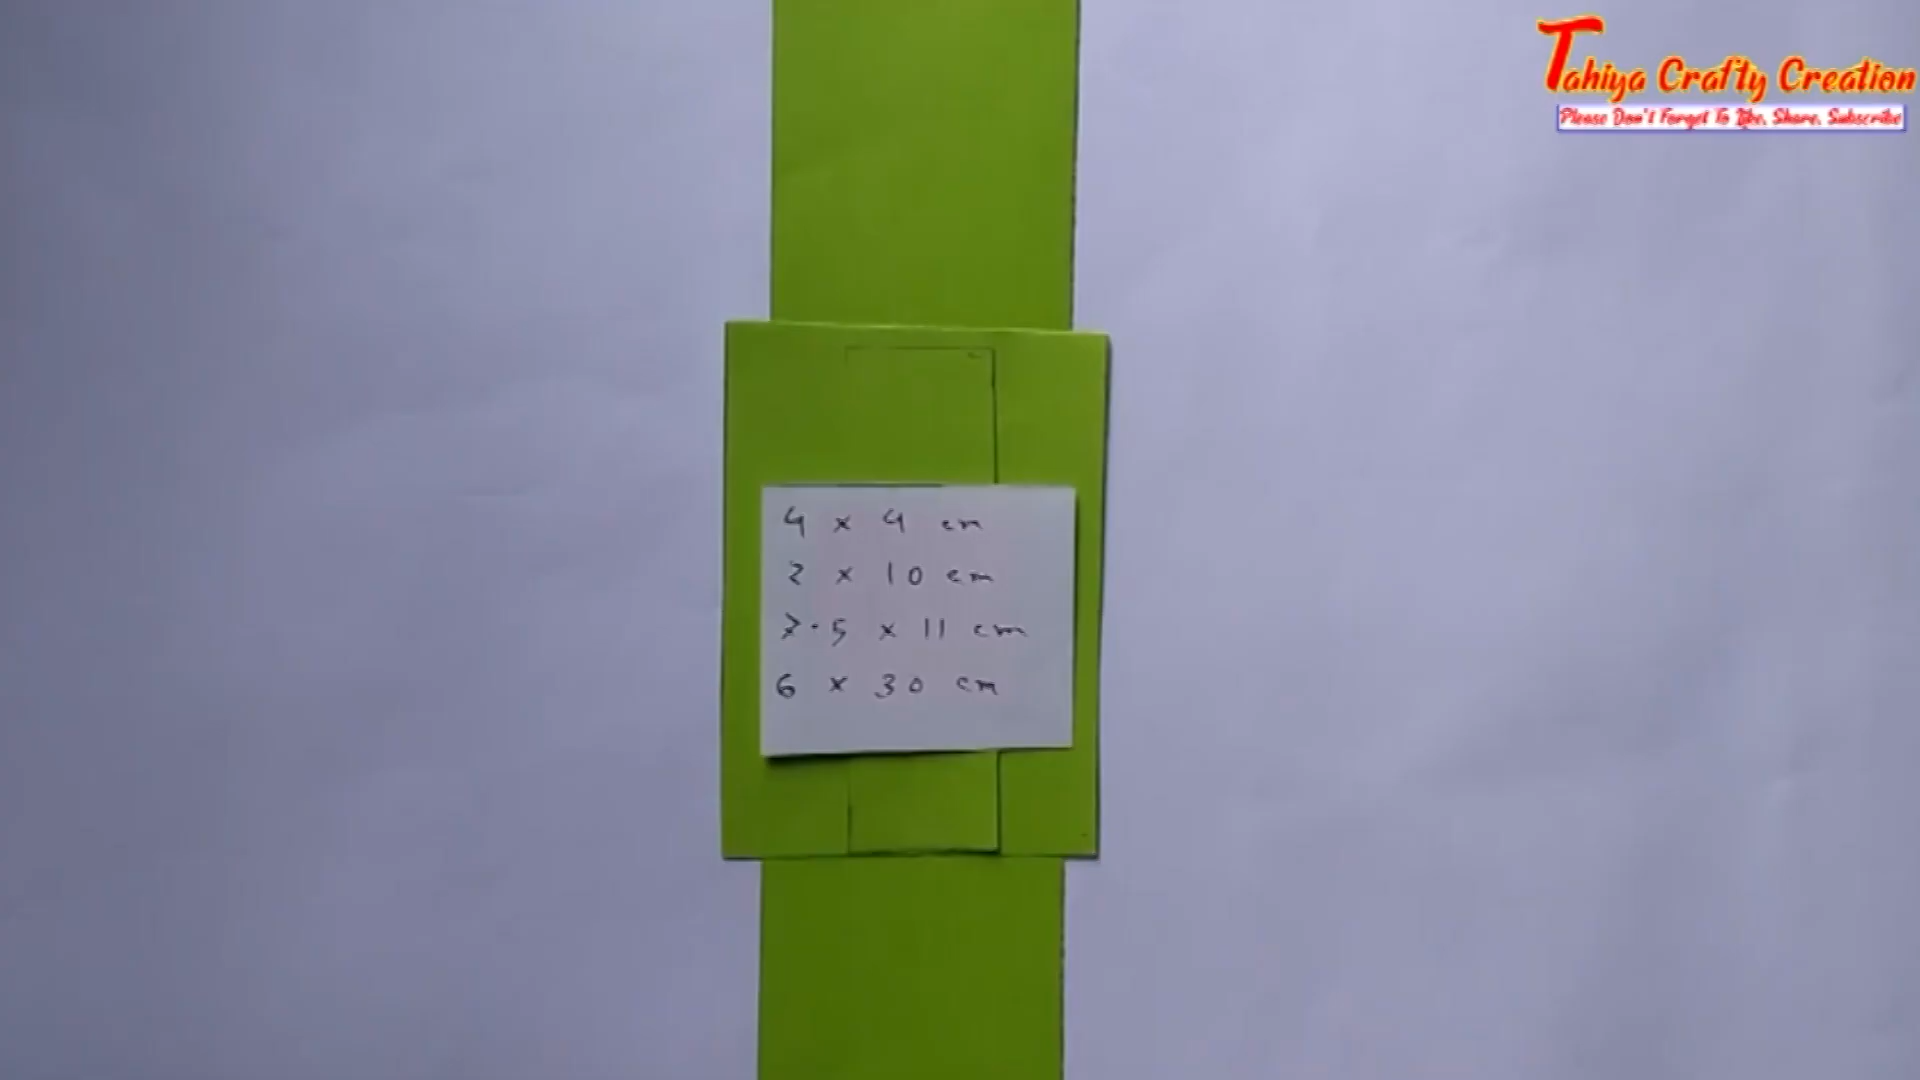 Tahiya Crafty Creation
Please Don't Forget To Like, Share, Subscribe
4 x 4 cm
2 x 10 cm
7.5 x 11 cm
6 x 30 cm